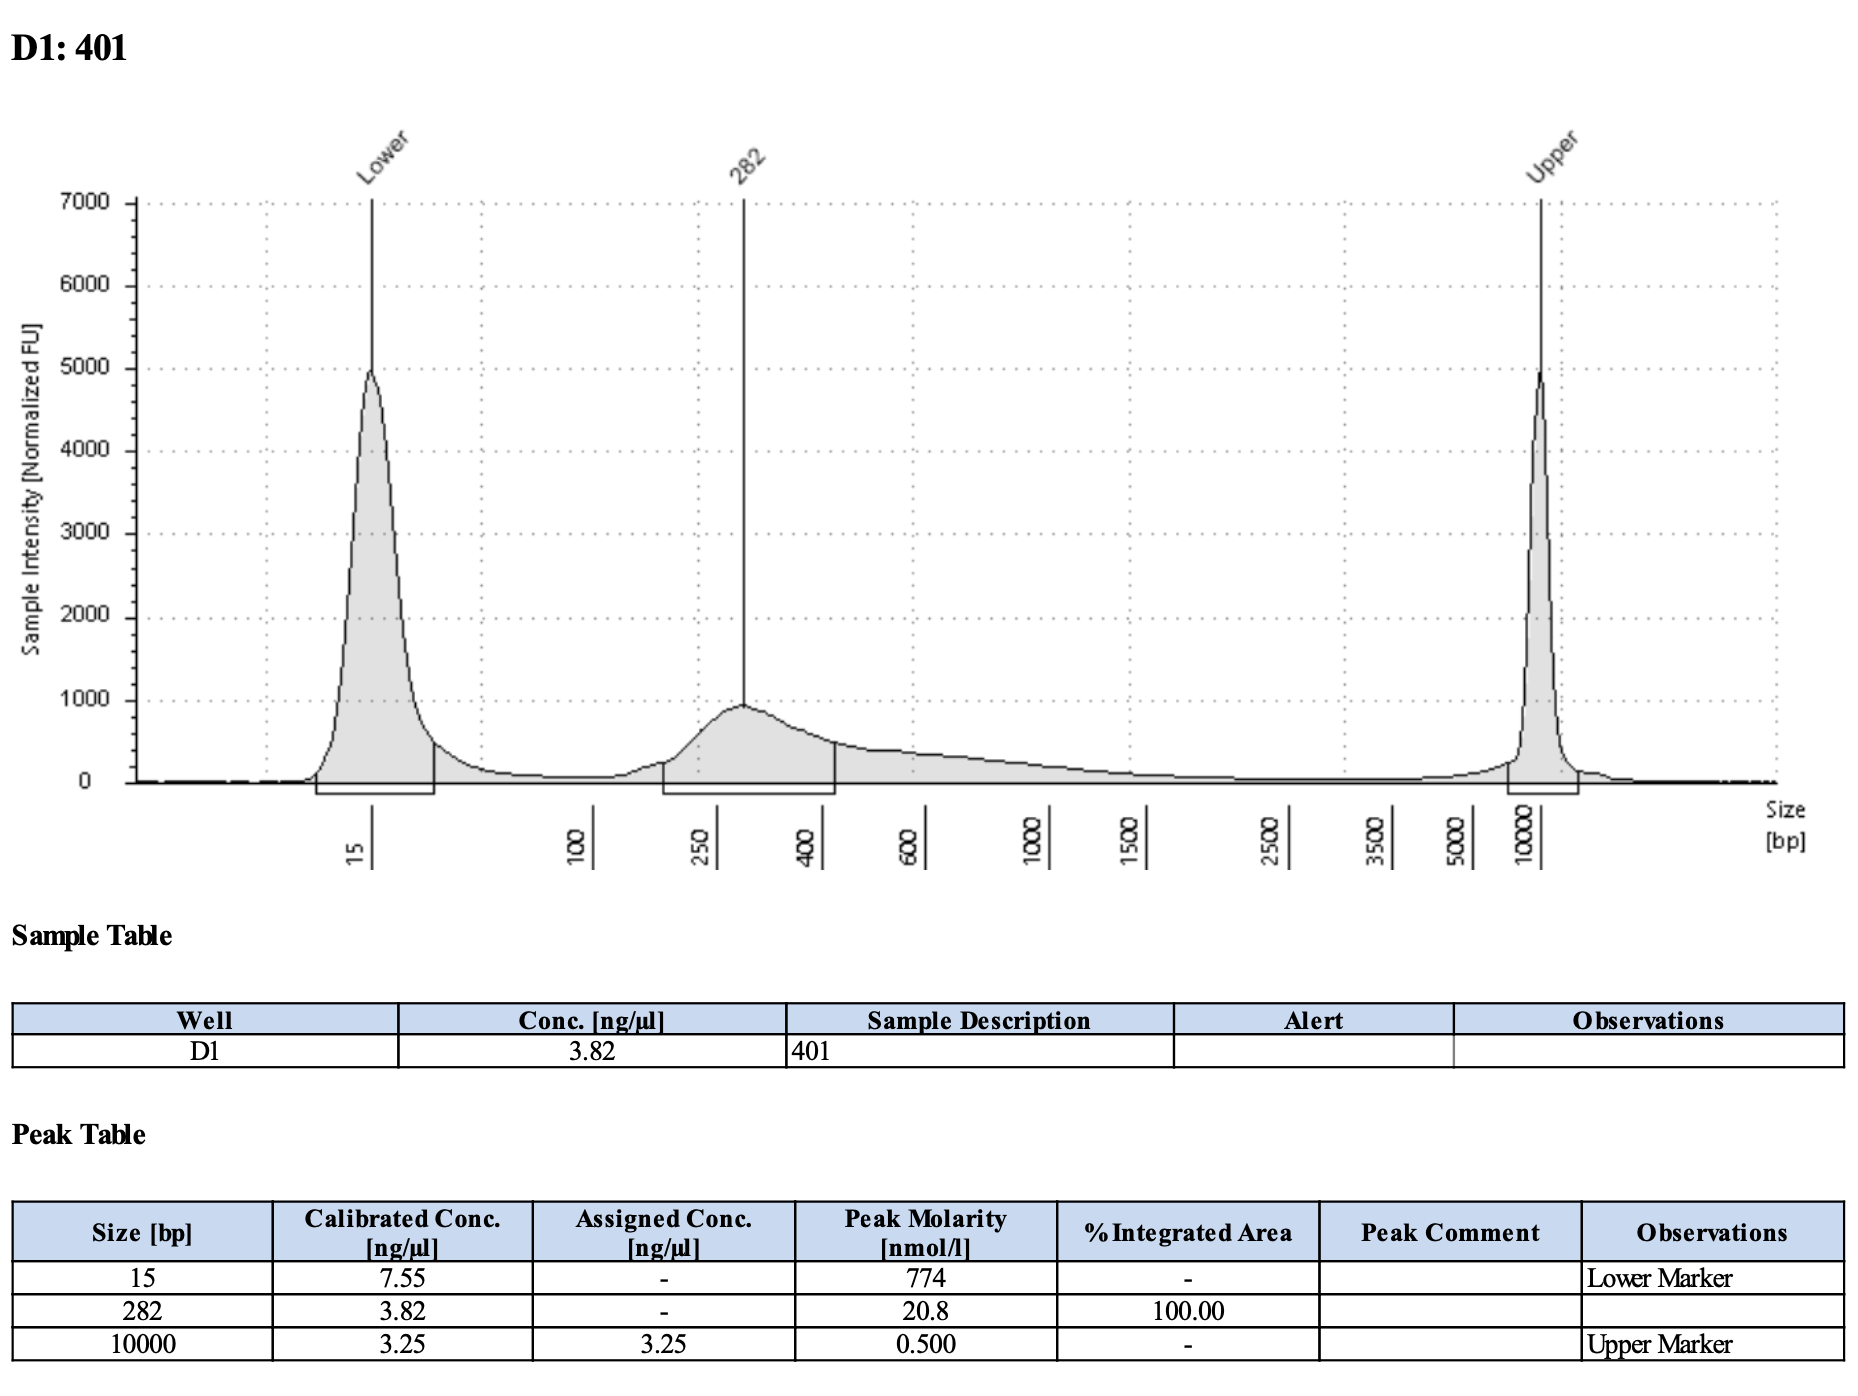 D1: 401
Lower
282
Upper
7000
6000
5000
4000
3000
2000
1000
0
Sample Intensity [Normalized FU]
15
100
250
400
600
1000
1500
2500
3500
5000
10000
Size
[bp]
Sample Table
Well Conc. [ng/µl] Sample Description Alert Observations
D1 3.82 401
Peak Table
Size [bp] Calibrated Conc. [ng/µl] Assigned Conc. [ng/µl] Peak Molarity [nmol/l] % Integrated Area Peak Comment Observations
15 7.55 - 774 - Lower Marker
282 3.82 - 20.8 100.00
10000 3.25 3.25 0.500 - Upper Marker